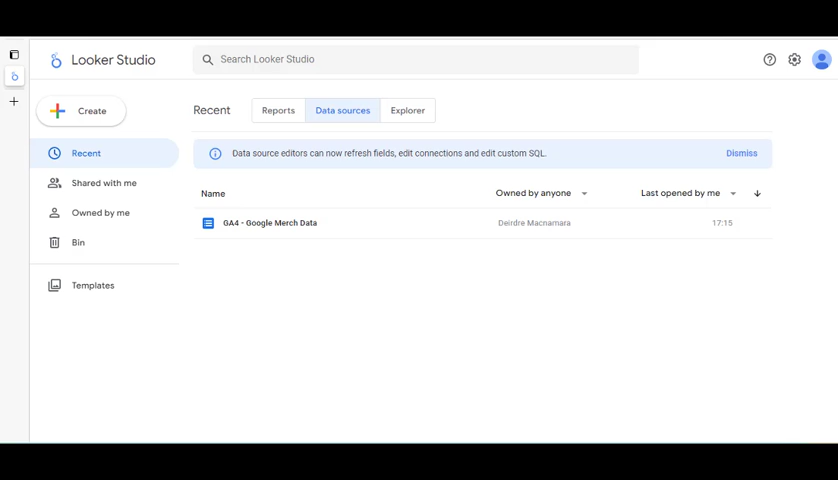 Looker Studio
Search Looker Studio
Create
Recent
Reports
Data sources
Explorer
Recent
Shared with me
Owned by me
Bin
Templates
Data source editors can now refresh fields, edit connections and edit custom SQL.
Dismiss
Name
Owned by anyone
Last opened by me
GA4 - Google Merch Data
Deirdre Macnamara
17:15